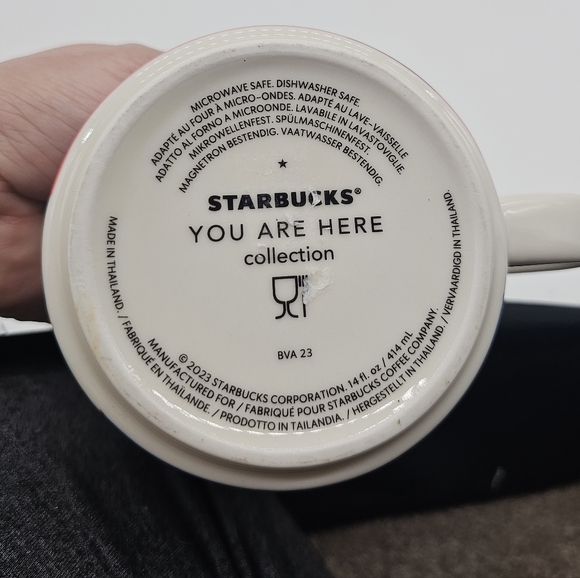 MICROWAVE SAFE. DISHWASHER SAFE.
ADAPTÉ AU FOUR À MICRO-ONDES. ADAPTÉ AU LAVE-VAISSELLE
ADATTO AL FORNO A MICROONDE. LAVABILE IN LAVASTOVIGLIE.
MIKROWELLENFEST. SPÜLMASCHINENFEST.
MAGNETRON BESTENDIG. VAATWASSER BESTENDIG.
STARBUCKS®
YOU ARE HERE
collection
BVA 23
© 2023 STARBUCKS CORPORATION. 14 fl. oz / 414 mL
MANUFACTURED FOR / FABRIQUÉ POUR STARBUCKS COFFEE COMPANY.
MADE IN THAILAND. / FABRIQUÉ EN THAÏLANDE. / PRODOTTO IN TAILANDIA. / HERGESTELLT IN THAILAND. / VERVAARDIGD IN THAILAND.